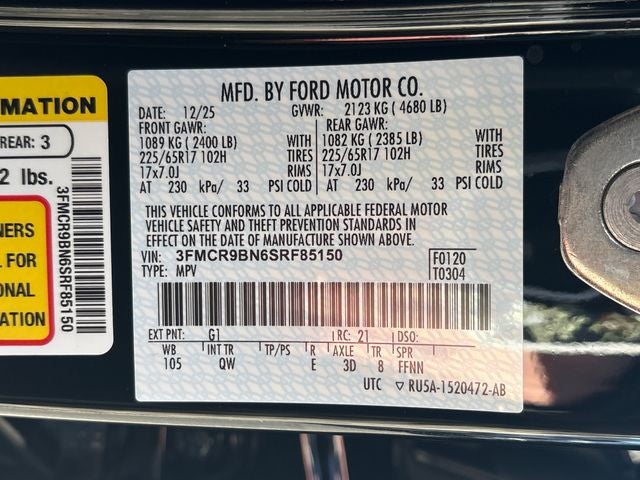 RMATION
REAR: 3
2 lbs.
NERS
L FOR
ONAL
ATION
3FMCR9BN6SRF85150
MFD. BY FORD MOTOR CO.
DATE: 12/25 GVWR: 2123 KG ( 4680 LB)
FRONT GAWR: REAR GAWR:
1089 KG ( 2400 LB) WITH 1082 KG ( 2385 LB) WITH
225/65R17 102H TIRES 225/65R17 102H TIRES
17x7.0J RIMS 17x7.0J RIMS
AT 230 kPa/ 33 PSI COLD AT 230 kPa/ 33 PSI COLD
THIS VEHICLE CONFORMS TO ALL APPLICABLE FEDERAL MOTOR
VEHICLE SAFETY AND THEFT PREVENTION STANDARDS IN
EFFECT ON THE DATE OF MANUFACTURE SHOWN ABOVE.
VIN: 3FMCR9BN6SRF85150 F0120
TYPE: MPV T0304
EXT PNT: G1 RC: 21 DSO:
WB INT TR TP/PS R AXLE TR SPR
105 QW E 3D 8 FFNN
UTC ▽ RU5A-1520472-AB